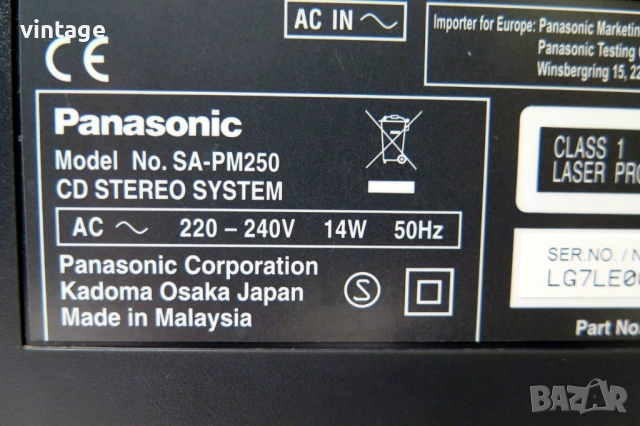 vintage
AC IN
Importer for Europe: Panasonic Marketing
Panasonic Testing
Winsbergring 15, 22
CE
Panasonic
Model No. SA-PM250
CD STEREO SYSTEM
AC 220 – 240V 14W 50Hz
Panasonic Corporation
Kadoma Osaka Japan
Made in Malaysia
S
CLASS 1
LASER PRO
SER.NO. / N
LG7LE0
Part No.
BAZAR